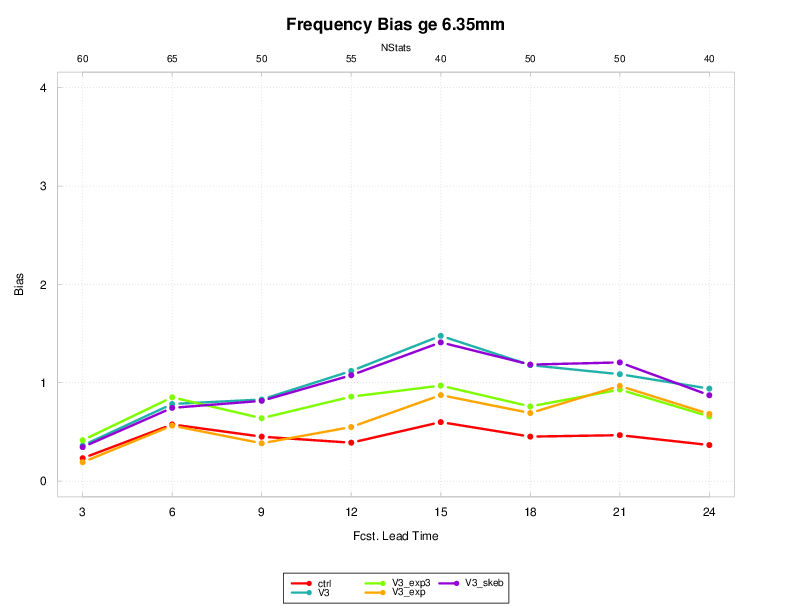 Frequency Bias ge 6.35mm
NStats
60 65 50 55 40 50 50 40
4
3
2
1
0
Bias
3 6 9 12 15 18 21 24
Fcst. Lead Time
ctrl V3_exp3 V3_skeb
V3 V3_exp